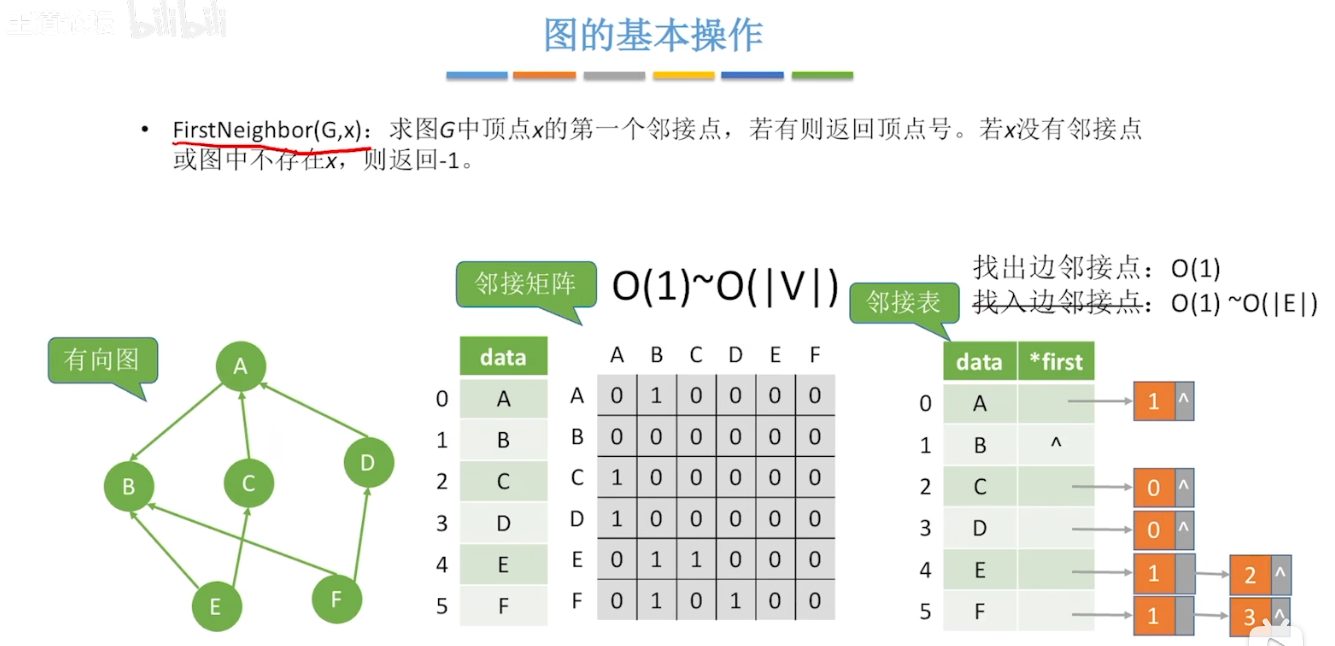 王道论坛 bilibili
图的基本操作
• FirstNeighbor(G,x)：求图G中顶点x的第一个邻接点，若有则返回顶点号。若x没有邻接点
或图中不存在x，则返回-1。
邻接矩阵 O(1)~O(|V|)
邻接表
找出边邻接点：O(1)
找入边邻接点：O(1) ~O(|E|)
有向图
A
B C D
E F
data
0 A
1 B
2 C
3 D
4 E
5 F
A B C D E F
A 0 1 0 0 0 0
B 0 0 0 0 0 0
C 1 0 0 0 0 0
D 1 0 0 0 0 0
E 0 1 1 0 0 0
F 0 1 0 1 0 0
data *first
0 A 1 ^
1 B ^
2 C 0 ^
3 D 0 ^
4 E 1 2 ^
5 F 1 3 ^